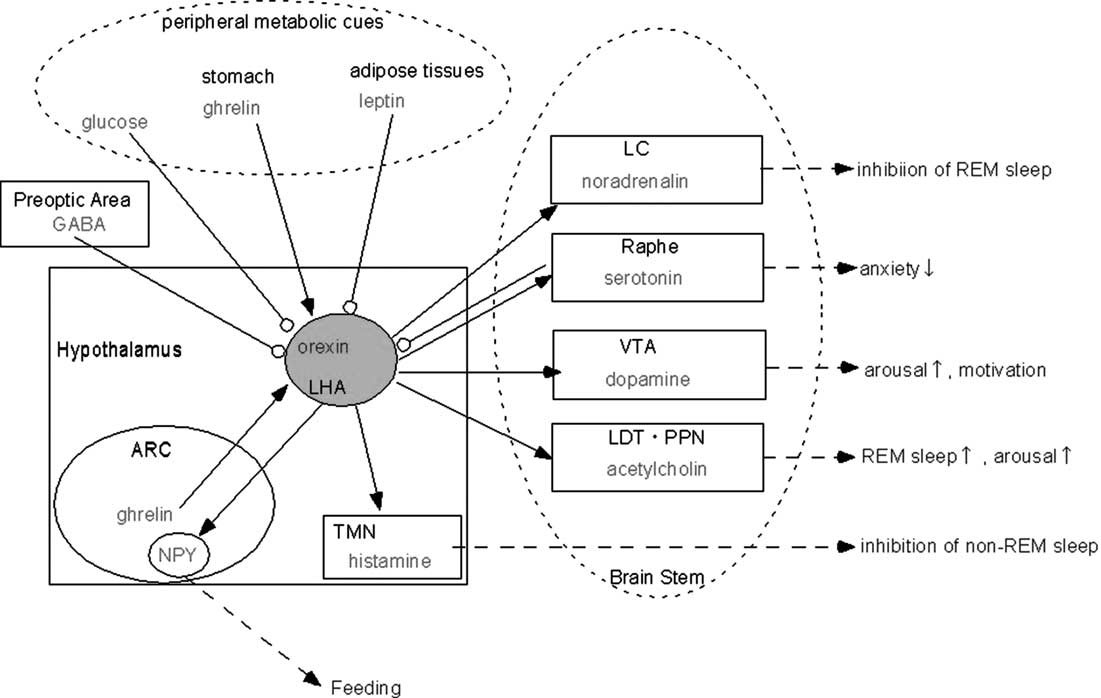 peripheral metabolic cues
stomach
ghrelin
adipose tissues
leptin
glucose
Preoptic Area
GABA
Hypothalamus
orexin
LHA
ARC
ghrelin
NPY
TMN
histamine
Feeding
LC
noradrenalin
Raphe
serotonin
VTA
dopamine
LDT・PPN
acetylcholin
Brain Stem
inhibiion of REM sleep
anxiety↓
arousal↑, motivation
REM sleep↑ , arousal↑
inhibition of non-REM sleep